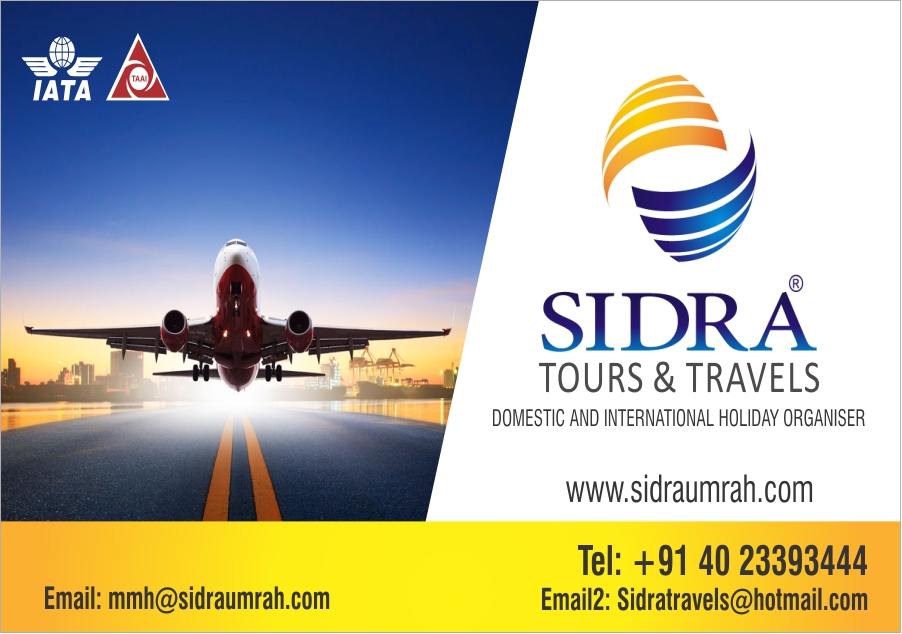 IATA
TAAI
SIDRA®
TOURS & TRAVELS
DOMESTIC AND INTERNATIONAL HOLIDAY ORGANISER
www.sidraumrah.com
Tel: +91 40 23393444
Email: mmh@sidraumrah.com
Email2: Sidratravels@hotmail.com